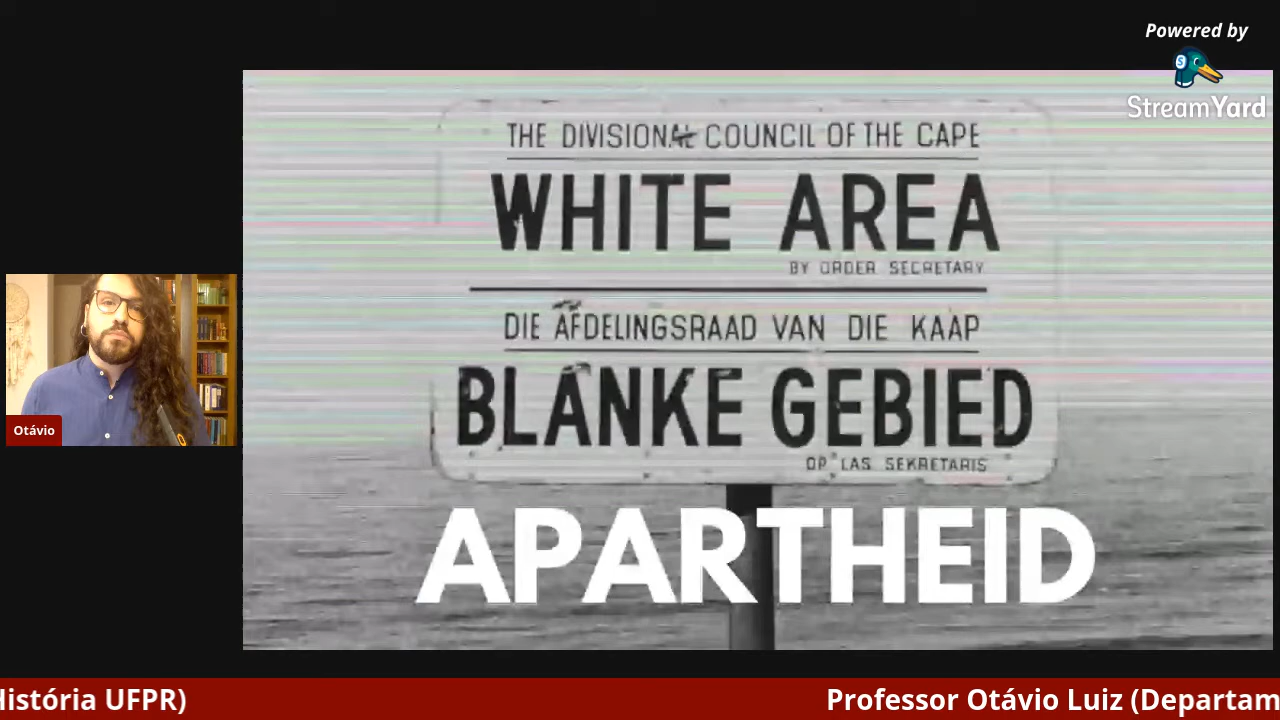 Powered by
StreamYard
THE DIVISIONAL COUNCIL OF THE CAPE
WHITE AREA
BY ORDER SECRETARY
DIE AFDELINGSRAAD VAN DIE KAAP
BLANKE GEBIED
OP LAS SEKRETARIS
APARTHEID
Otávio
História UFPR) Professor Otávio Luiz (Departam